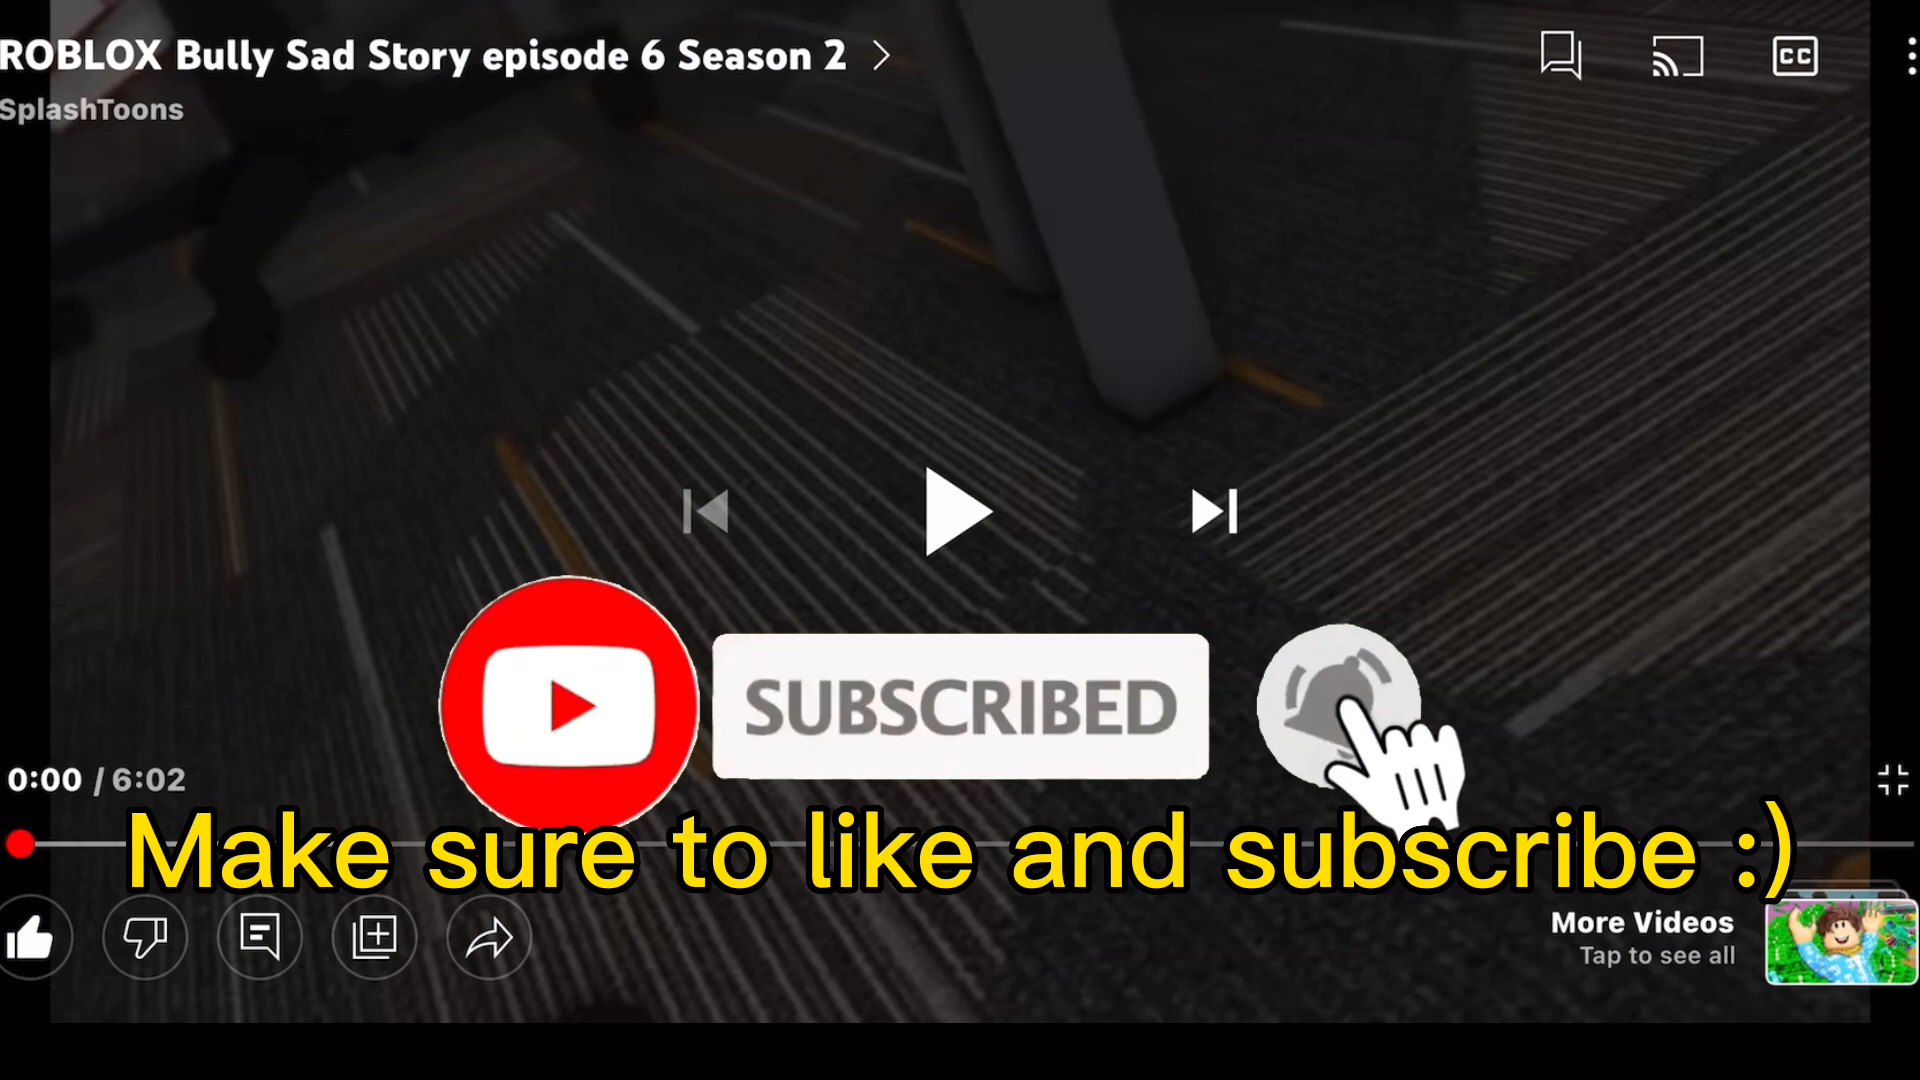 ROBLOX Bully Sad Story episode 6 Season 2
SplashToons
CC
SUBSCRIBED
0:00 / 6:02
Make sure to like and subscribe :)
More Videos
Tap to see all